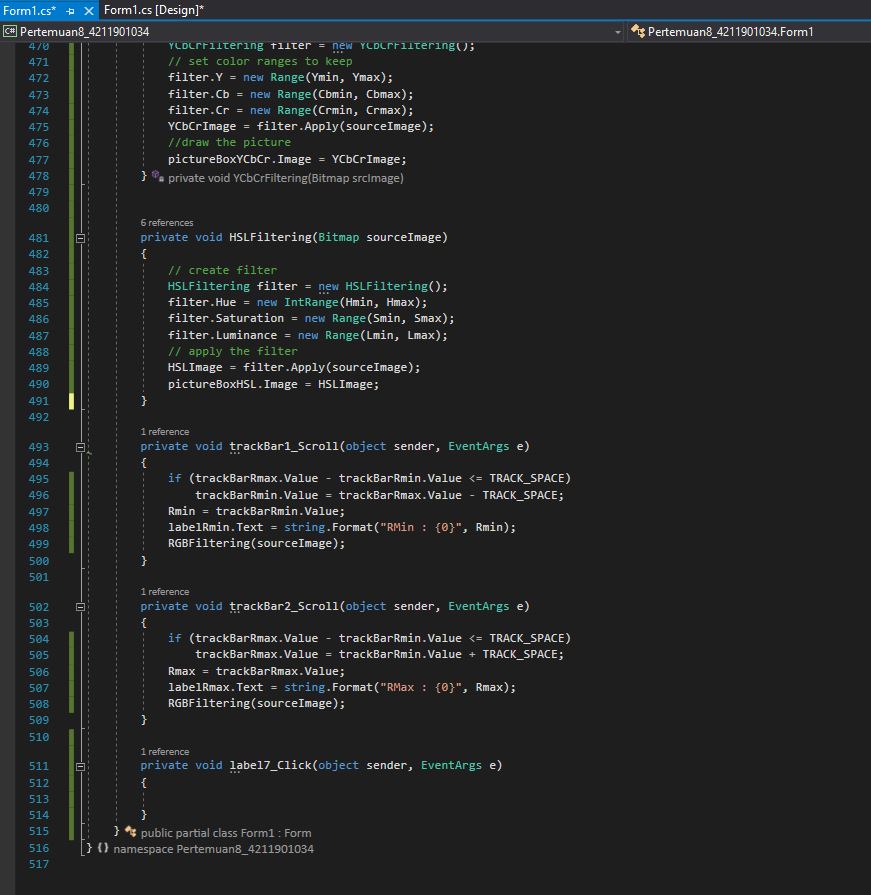 Form1.cs* Form1.cs [Design]*
C# Pertemuan8_4211901034 Pertemuan8_4211901034.Form1
470 YCbCrFiltering filter = new YCbCrFiltering();
471 // set color ranges to keep
472 filter.Y = new Range(Ymin, Ymax);
473 filter.Cb = new Range(Cbmin, Cbmax);
474 filter.Cr = new Range(Crmin, Crmax);
475 YCbCrImage = filter.Apply(sourceImage);
476 //draw the picture
477 pictureBoxYCbCr.Image = YCbCrImage;
478 } private void YCbCrFiltering(Bitmap srcImage)
479
480
6 references
481 private void HSLFiltering(Bitmap sourceImage)
482 {
483 // create filter
484 HSLFiltering filter = new HSLFiltering();
485 filter.Hue = new IntRange(Hmin, Hmax);
486 filter.Saturation = new Range(Smin, Smax);
487 filter.Luminance = new Range(Lmin, Lmax);
488 // apply the filter
489 HSLImage = filter.Apply(sourceImage);
490 pictureBoxHSL.Image = HSLImage;
491 }
492
1 reference
493 private void trackBar1_Scroll(object sender, EventArgs e)
494 {
495 if (trackBarRmax.Value - trackBarRmin.Value <= TRACK_SPACE)
496 trackBarRmin.Value = trackBarRmax.Value - TRACK_SPACE;
497 Rmin = trackBarRmin.Value;
498 labelRmin.Text = string.Format("RMin : {0}", Rmin);
499 RGBFiltering(sourceImage);
500 }
501
1 reference
502 private void trackBar2_Scroll(object sender, EventArgs e)
503 {
504 if (trackBarRmax.Value - trackBarRmin.Value <= TRACK_SPACE)
505 trackBarRmax.Value = trackBarRmin.Value + TRACK_SPACE;
506 Rmax = trackBarRmax.Value;
507 labelRmax.Text = string.Format("RMax : {0}", Rmax);
508 RGBFiltering(sourceImage);
509 }
510
1 reference
511 private void label7_Click(object sender, EventArgs e)
512 {
513
514 }
515 } public partial class Form1 : Form
516 } {} namespace Pertemuan8_4211901034
517